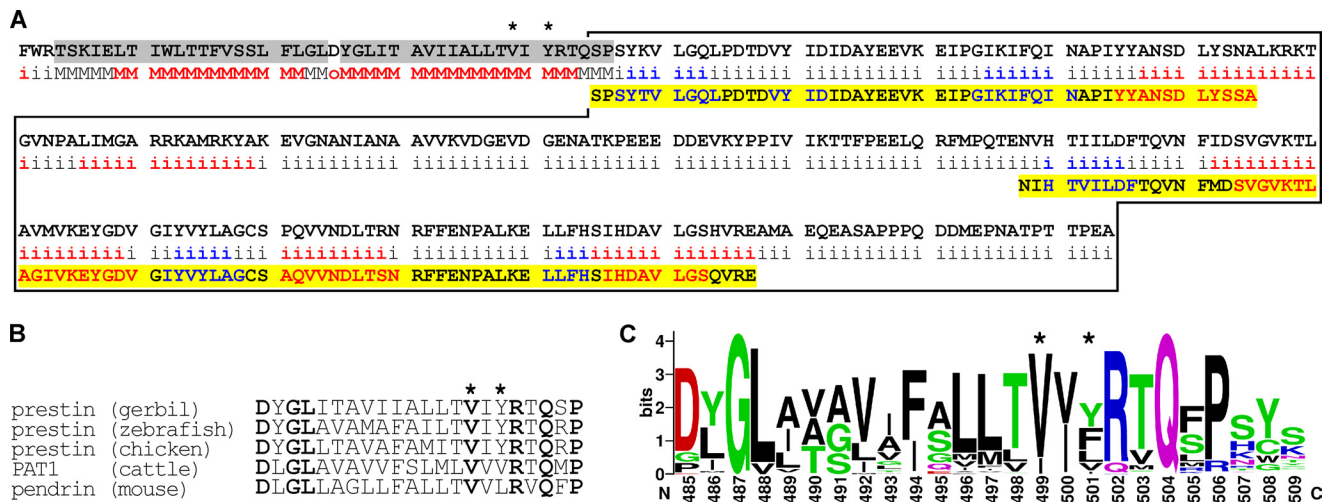 A
* *
FWRTSKIELT IWLTTFVSSL FLGLDYGLIT AVIIALLTVI YRTQSPSYKV LGQLPDTDVY IDIDAYEEVK EIPGIKIFQI NAPIYYANSD LYSNALKRKT
iiiMMMMMMM MMMMMMMMMM MMMMoMMMMM MMMMMMMMMM MMMMMMiiii iiiiiiiiii iiiiiiiiii iiiiiiiiii iiiiiiiiii iiiiiiiiii
SPSYTV LGQLPDTDVY IDIDAYEEVK EIPGIKIFQI NAPIYYANSD LYSSA
GVNPALIMGA RRKAMRKYAK EVGNANIANA AVVKVDGEVD GENATKPEEE DDEVKYPPIV IKTTFPEELQ RFMPQTENVH TIILDFTQVN FIDSVGVKTL
iiiiiiiiii iiiiiiiiii iiiiiiiiii iiiiiiiiii iiiiiiiiii iiiiiiiiii iiiiiiiiii iiiiiiiiii iiiiiiiiii iiiiiiiiii
NIH TVILDFTQVN FMDSVGVKTL
AVMVKEYGDV GIYVYLAGCS PQVVNDLTRN RFFENPALKE LLFHSIHDAV LGSHVREAMA EQEASAPPPQ DDMEPNATPT TPEA
iiiiiiiiii iiiiiiiiii iiiiiiiiii iiiiiiiiii iiiiiiiiii iiiiiiiiii iiiiiiiiii iiiiiiiiii iiii
AGIVKEYGDV GIYVYLAGCS AQVVNDLTSN RFFENPALKE LLFHSIHDAV LGSQVRE
B
* *
prestin (gerbil) DYGLITAVIIALLTVIYRTQSP
prestin (zebrafish) DYGLAVAMAFAILTVIYRTQRP
prestin (chicken) DYGLLTAVAFAMITVIYRTQRP
PAT1 (cattle) DLGLAVAVVFSLMLVVVRTQMP
pendrin (mouse) DLGLLAGLLFALLTVVLRVQFP
C
* *
4
3
2
1
0
bits
DYGLAVAVIFALLTVVYRTQFPSYS
N 485 486 487 488 489 490 491 492 493 494 495 496 497 498 499 500 501 502 503 504 505 506 507 508 509 C